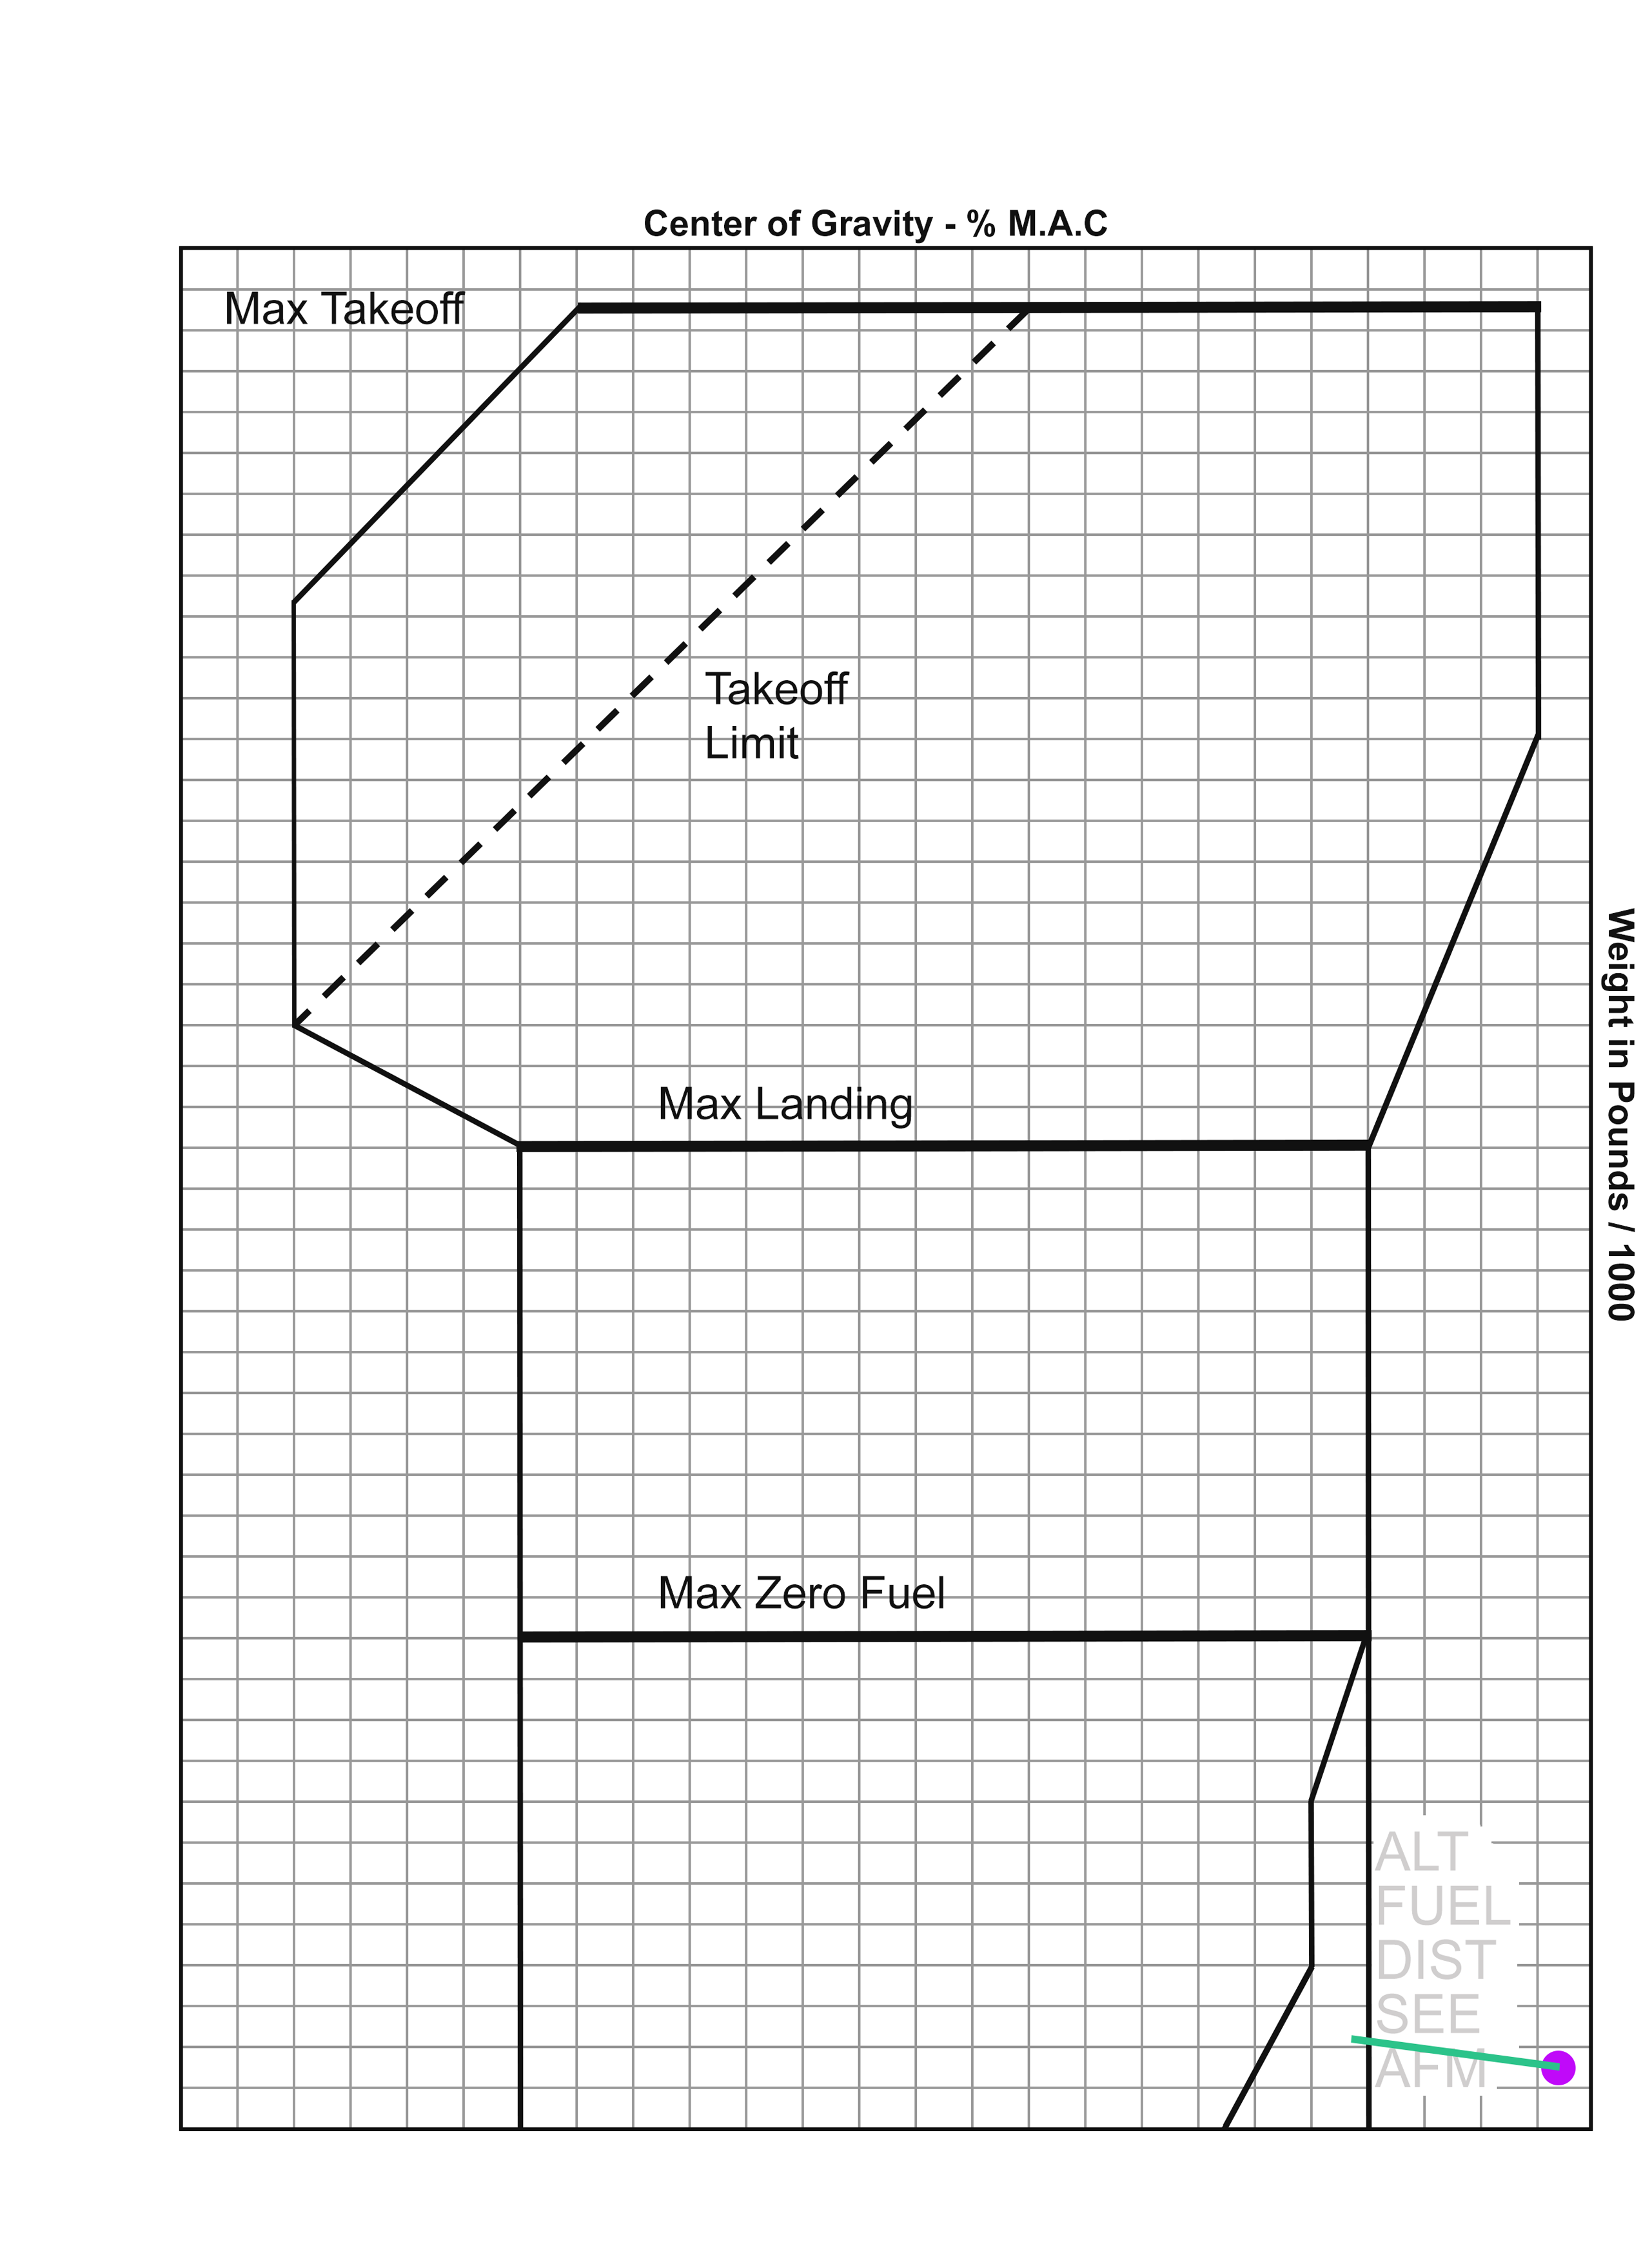 Center of Gravity - % M.A.C
Max Takeoff
Takeoff
Limit
Weight in Pounds / 1000
Max Landing
Max Zero Fuel
ALT
FUEL
DIST
SEE
AFM